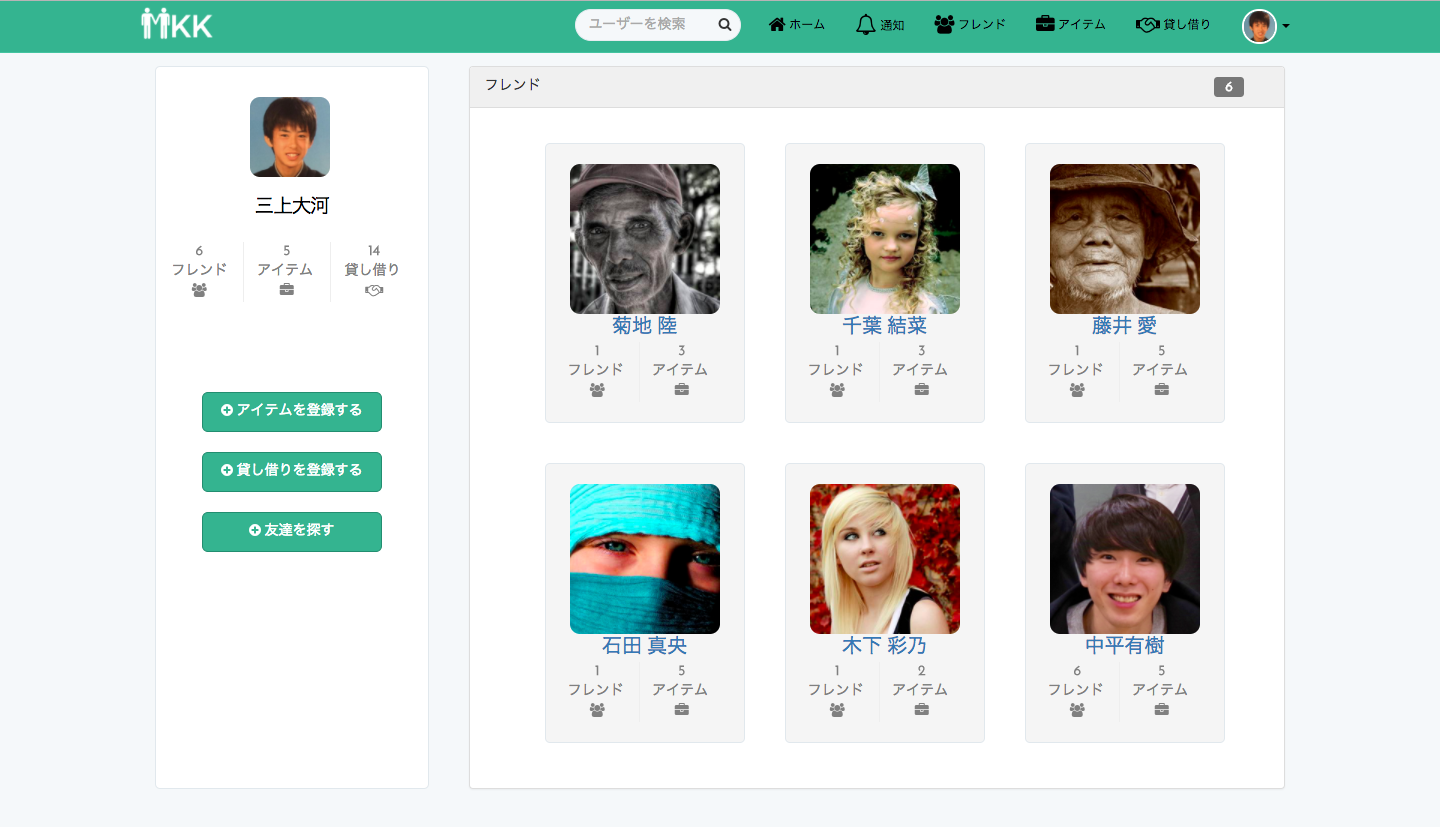 MKK
ユーザーを検索
ホーム
通知
フレンド
アイテム
貸し借り
三上大河
6 5 14
フレンド アイテム 貸し借り
アイテムを登録する
貸し借りを登録する
友達を探す
フレンド 6
菊地 陸
1 3
フレンド アイテム
千葉 結菜
1 3
フレンド アイテム
藤井 愛
1 5
フレンド アイテム
石田 真央
1 5
フレンド アイテム
木下 彩乃
1 2
フレンド アイテム
中平有樹
6 5
フレンド アイテム